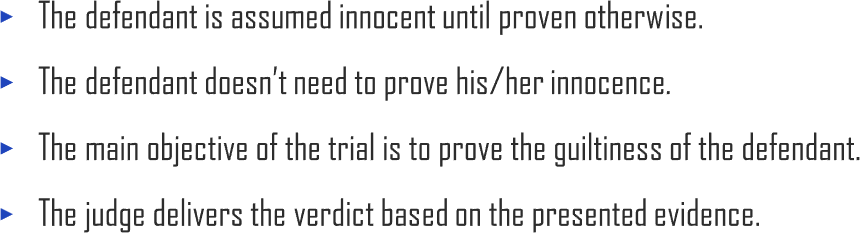 The defendant is assumed innocent until proven otherwise.
The defendant doesn't need to prove his/her innocence.
The main objective of the trial is to prove the guiltiness of the defendant.
The judge delivers the verdict based on the presented evidence.